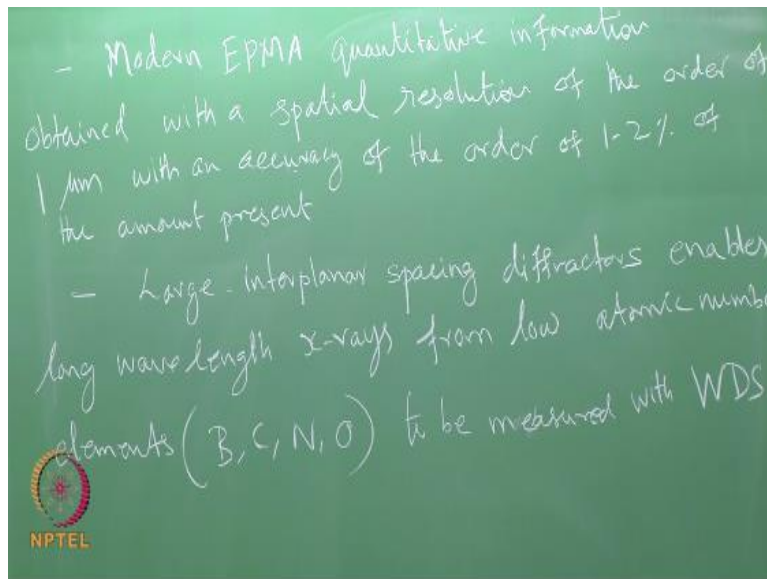 - Modern EPMA quantitative information
obtained with a spatial resolution of the order of
1 μm with an accuracy of the order of 1-2% of
the amount present
- Large-interplanar spacing diffractors enables
long wavelength x-rays from low atomic numbe
elements (B, C, N, O) to be measured with WDS
NPTEL